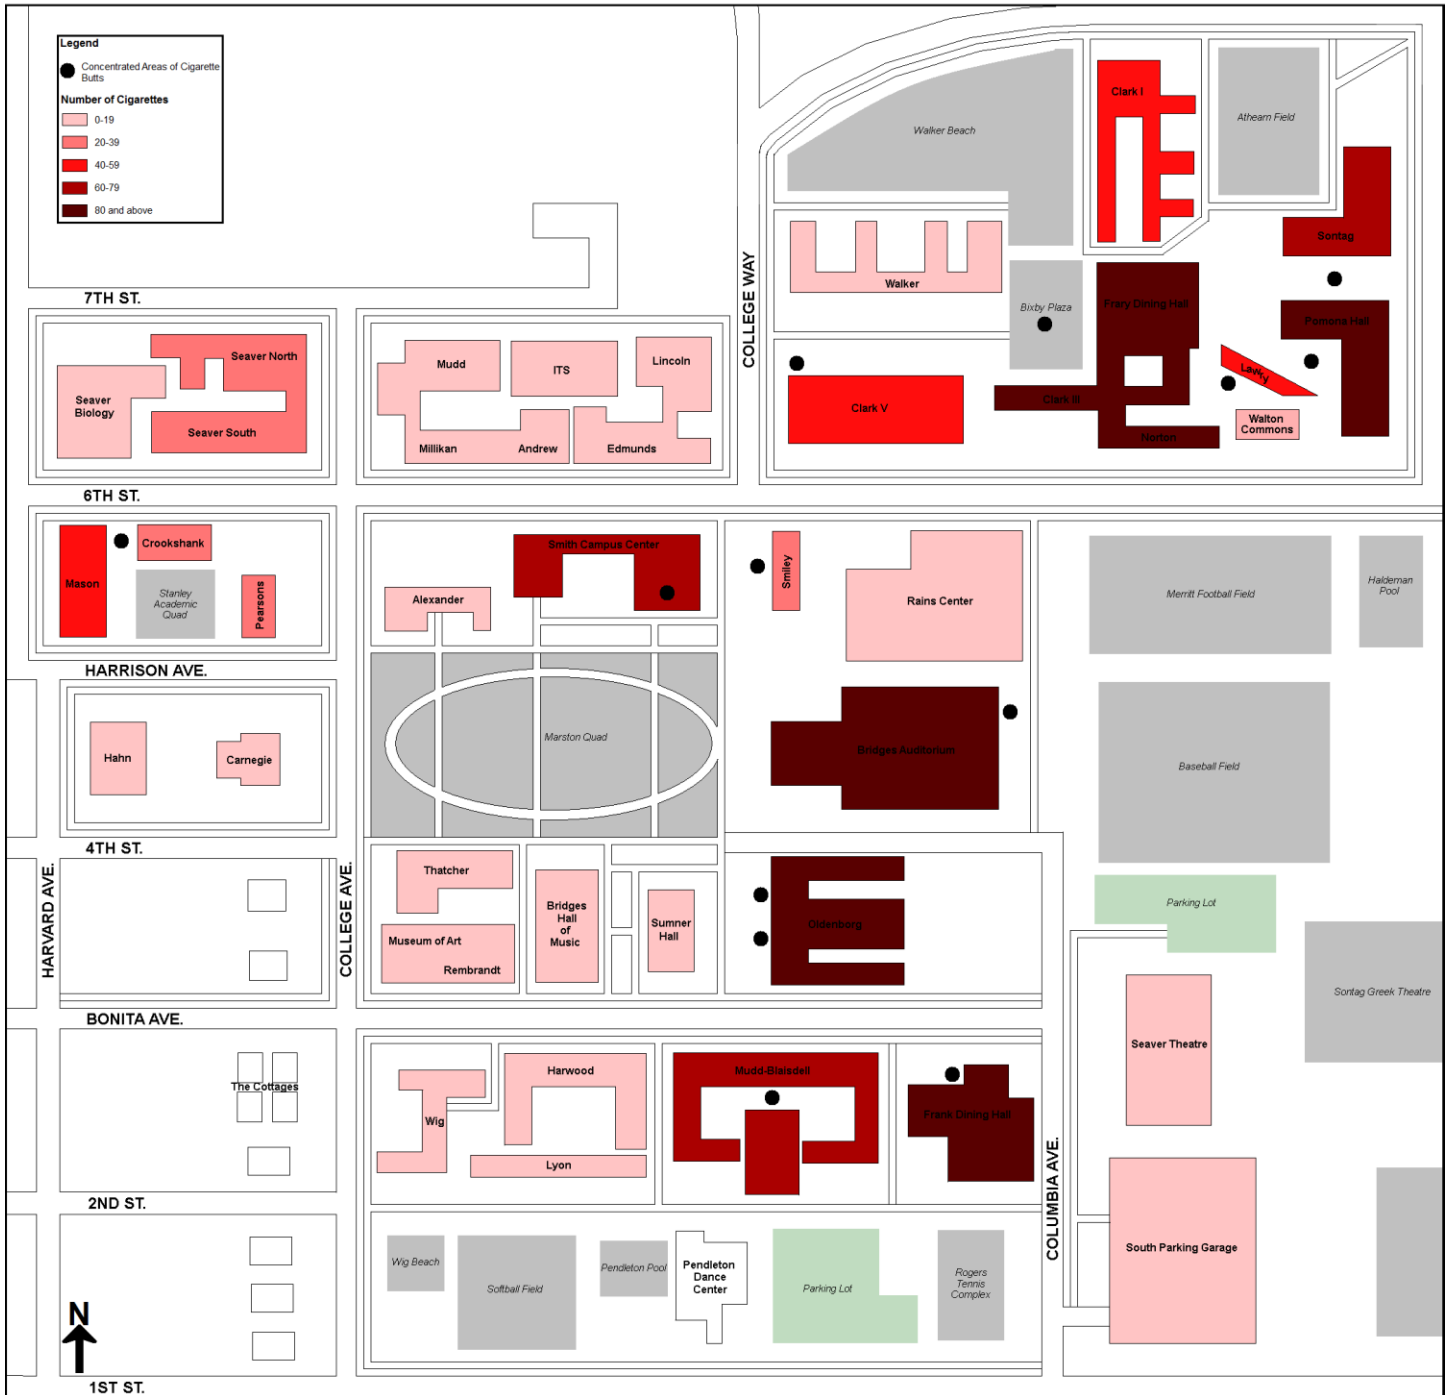 Legend
Concentrated Areas of Cigarette
Butts
Number of Cigarettes
0-19
20-39
40-59
60-79
80 and above
Walker Beach
Clark I
Athearn Field
Sontag
COLLEGE WAY
Walker
Bixby Plaza
Frary Dining Hall
Pomona Hall
7TH ST.
Seaver North
Seaver
Biology
Seaver South
Mudd
ITS
Lincoln
Millikan
Andrew
Edmunds
Clark V
Clark III
Norton
Lawry
Walton
Commons
6TH ST.
Mason
Crookshank
Stanley
Academic
Quad
Pearsons
Alexander
Smith Campus Center
Smiley
Rains Center
Merritt Football Field
Haldeman
Pool
HARRISON AVE.
Hahn
Carnegie
Marston Quad
Bridges Auditorium
Baseball Field
4TH ST.
HARVARD AVE.
COLLEGE AVE.
Thatcher
Museum of Art
Rembrandt
Bridges
Hall
of
Music
Sumner
Hall
Oldenborg
Parking Lot
Sontag Greek Theatre
BONITA AVE.
The Cottages
Wig
Harwood
Lyon
Mudd-Blaisdell
Frank Dining Hall
Seaver Theatre
COLUMBIA AVE.
2ND ST.
Wig Beach
Softball Field
Pendleton Pool
Pendleton
Dance
Center
Parking Lot
Rogers
Tennis
Complex
South Parking Garage
N
1ST ST.